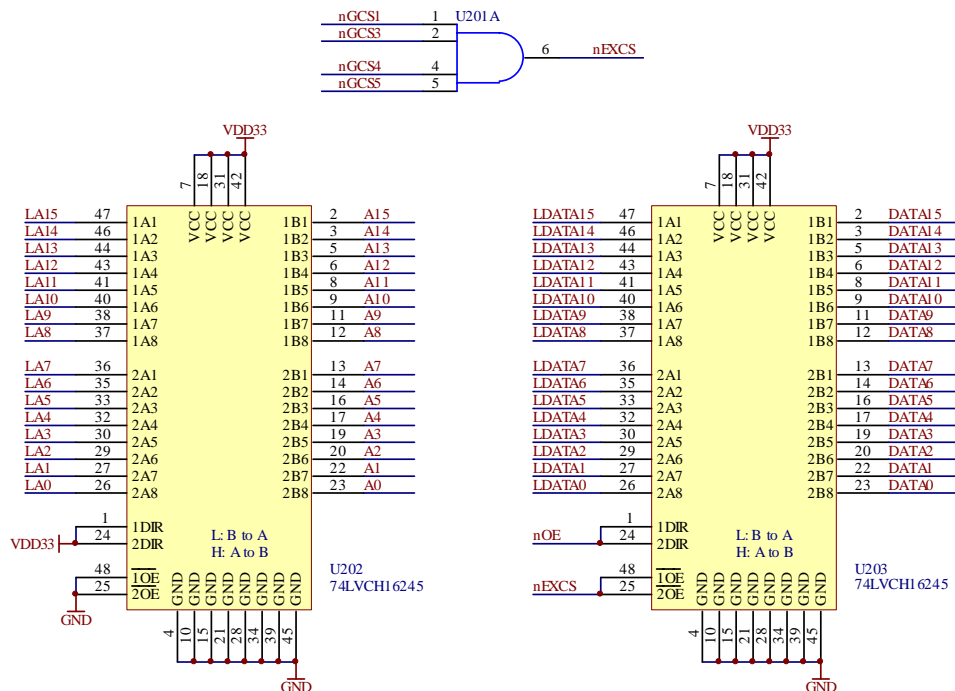 nGCS1 1 U201A
nGCS3 2
6 nEXCS
nGCS4 4
nGCS5 5
VDD33 VDD33
7 18 31 42 7 18 31 42
VCC VCC VCC VCC VCC VCC VCC VCC
LA15 47 1A1 1B1 2 A15 LDATA15 47 1A1 1B1 2 DATA15
LA14 46 1A2 1B2 3 A14 LDATA14 46 1A2 1B2 3 DATA14
LA13 44 1A3 1B3 5 A13 LDATA13 44 1A3 1B3 5 DATA13
LA12 43 1A4 1B4 6 A12 LDATA12 43 1A4 1B4 6 DATA12
LA11 41 1A5 1B5 8 A11 LDATA11 41 1A5 1B5 8 DATA11
LA10 40 1A6 1B6 9 A10 LDATA10 40 1A6 1B6 9 DATA10
LA9 38 1A7 1B7 11 A9 LDATA9 38 1A7 1B7 11 DATA9
LA8 37 1A8 1B8 12 A8 LDATA8 37 1A8 1B8 12 DATA8
LA7 36 2A1 2B1 13 A7 LDATA7 36 2A1 2B1 13 DATA7
LA6 35 2A2 2B2 14 A6 LDATA6 35 2A2 2B2 14 DATA6
LA5 33 2A3 2B3 16 A5 LDATA5 33 2A3 2B3 16 DATA5
LA4 32 2A4 2B4 17 A4 LDATA4 32 2A4 2B4 17 DATA4
LA3 30 2A5 2B5 19 A3 LDATA3 30 2A5 2B5 19 DATA3
LA2 29 2A6 2B6 20 A2 LDATA2 29 2A6 2B6 20 DATA2
LA1 27 2A7 2B7 22 A1 LDATA1 27 2A7 2B7 22 DATA1
LA0 26 2A8 2B8 23 A0 LDATA0 26 2A8 2B8 23 DATA0
1 1DIR 1 1DIR
VDD33 24 2DIR L: B to A nOE 24 2DIR L: B to A
H: A to B H: A to B
48 1OE U202 48 1OE U203
25 2OE 74LVCH16245 nEXCS 25 2OE 74LVCH16245
GND GND GND GND GND GND GND GND GND GND GND GND GND GND GND GND
GND
4 10 15 21 28 34 39 45 4 10 15 21 28 34 39 45
GND GND